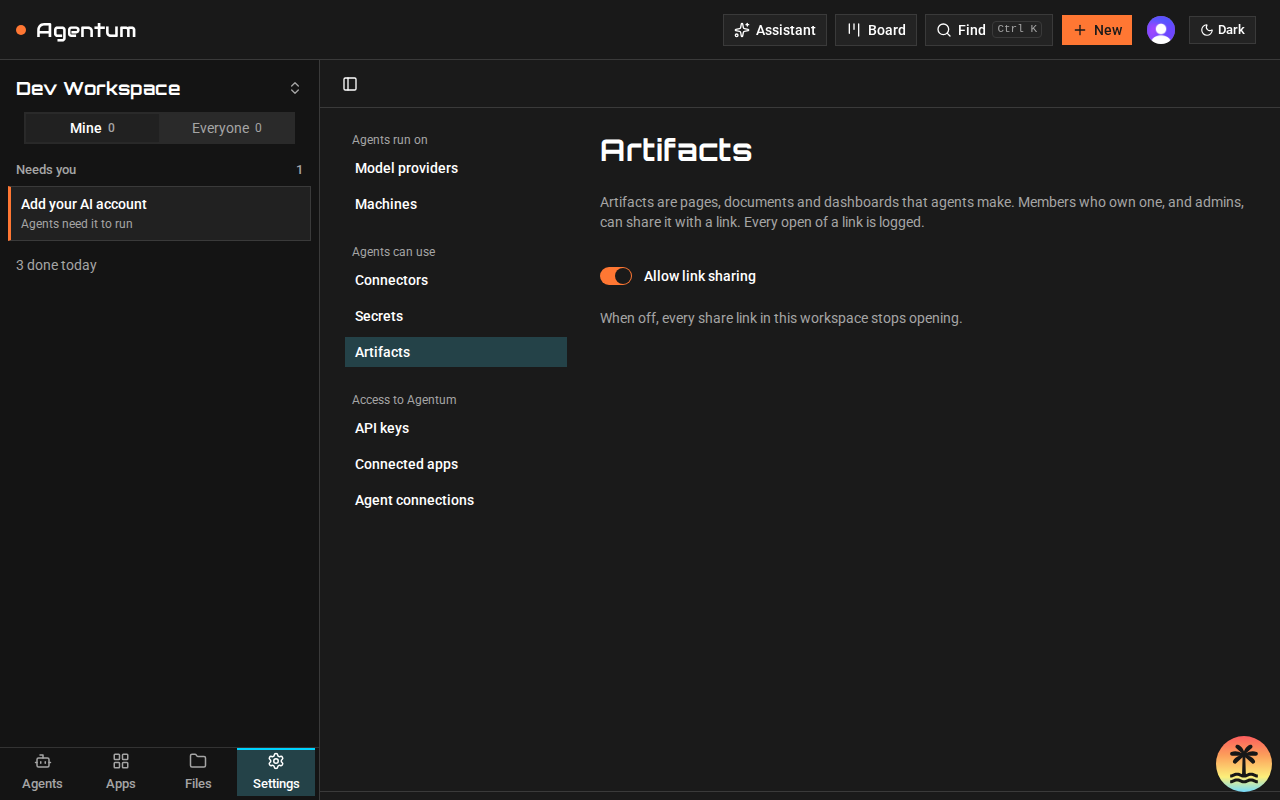 Agentum
Assistant
Board
Find Ctrl K
New
Dark
Dev Workspace
Mine 0
Everyone 0
Needs you 1
Add your AI account
Agents need it to run
3 done today
Agents run on
Model providers
Machines
Agents can use
Connectors
Secrets
Artifacts
Access to Agentum
API keys
Connected apps
Agent connections
Artifacts
Artifacts are pages, documents and dashboards that agents make. Members who own one, and admins,
can share it with a link. Every open of a link is logged.
Allow link sharing
When off, every share link in this workspace stops opening.
Agents
Apps
Files
Settings